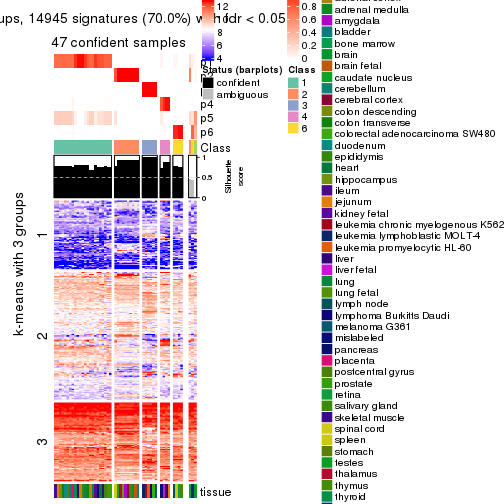 ups, 14945 signatures (70.0%) with fdr < 0.05
47 confident samples
p4
p5
p6
Class
1
0.5
0
Silhouette
score
k-means with 3 groups
1
2
3
tissue
12
10
6
4
Status (barplots)
confident
ambiguous
0.8
0.6
0.4
0.2
0
Class
1
2
3
4
6
adrenal medulla
amygdala
bladder
bone marrow
brain
brain fetal
caudate nucleus
cerebellum
cerebral cortex
colon descending
colon transverse
colorectal adenocarcinoma SW480
duodenum
epididymis
heart
hippocampus
ileum
jejunum
kidney fetal
leukemia chronic myelogenous K562
leukemia lymphoblastic MOLT-4
leukemia promyelocytic HL-60
liver
liver fetal
lung
lung fetal
lymph node
lymphoma Burkitts Daudi
melanoma G361
mislabeled
pancreas
placenta
postcentral gyrus
prostate
retina
salivary gland
skeletal muscle
spinal cord
spleen
stomach
testes
thalamus
thymus
thyroid